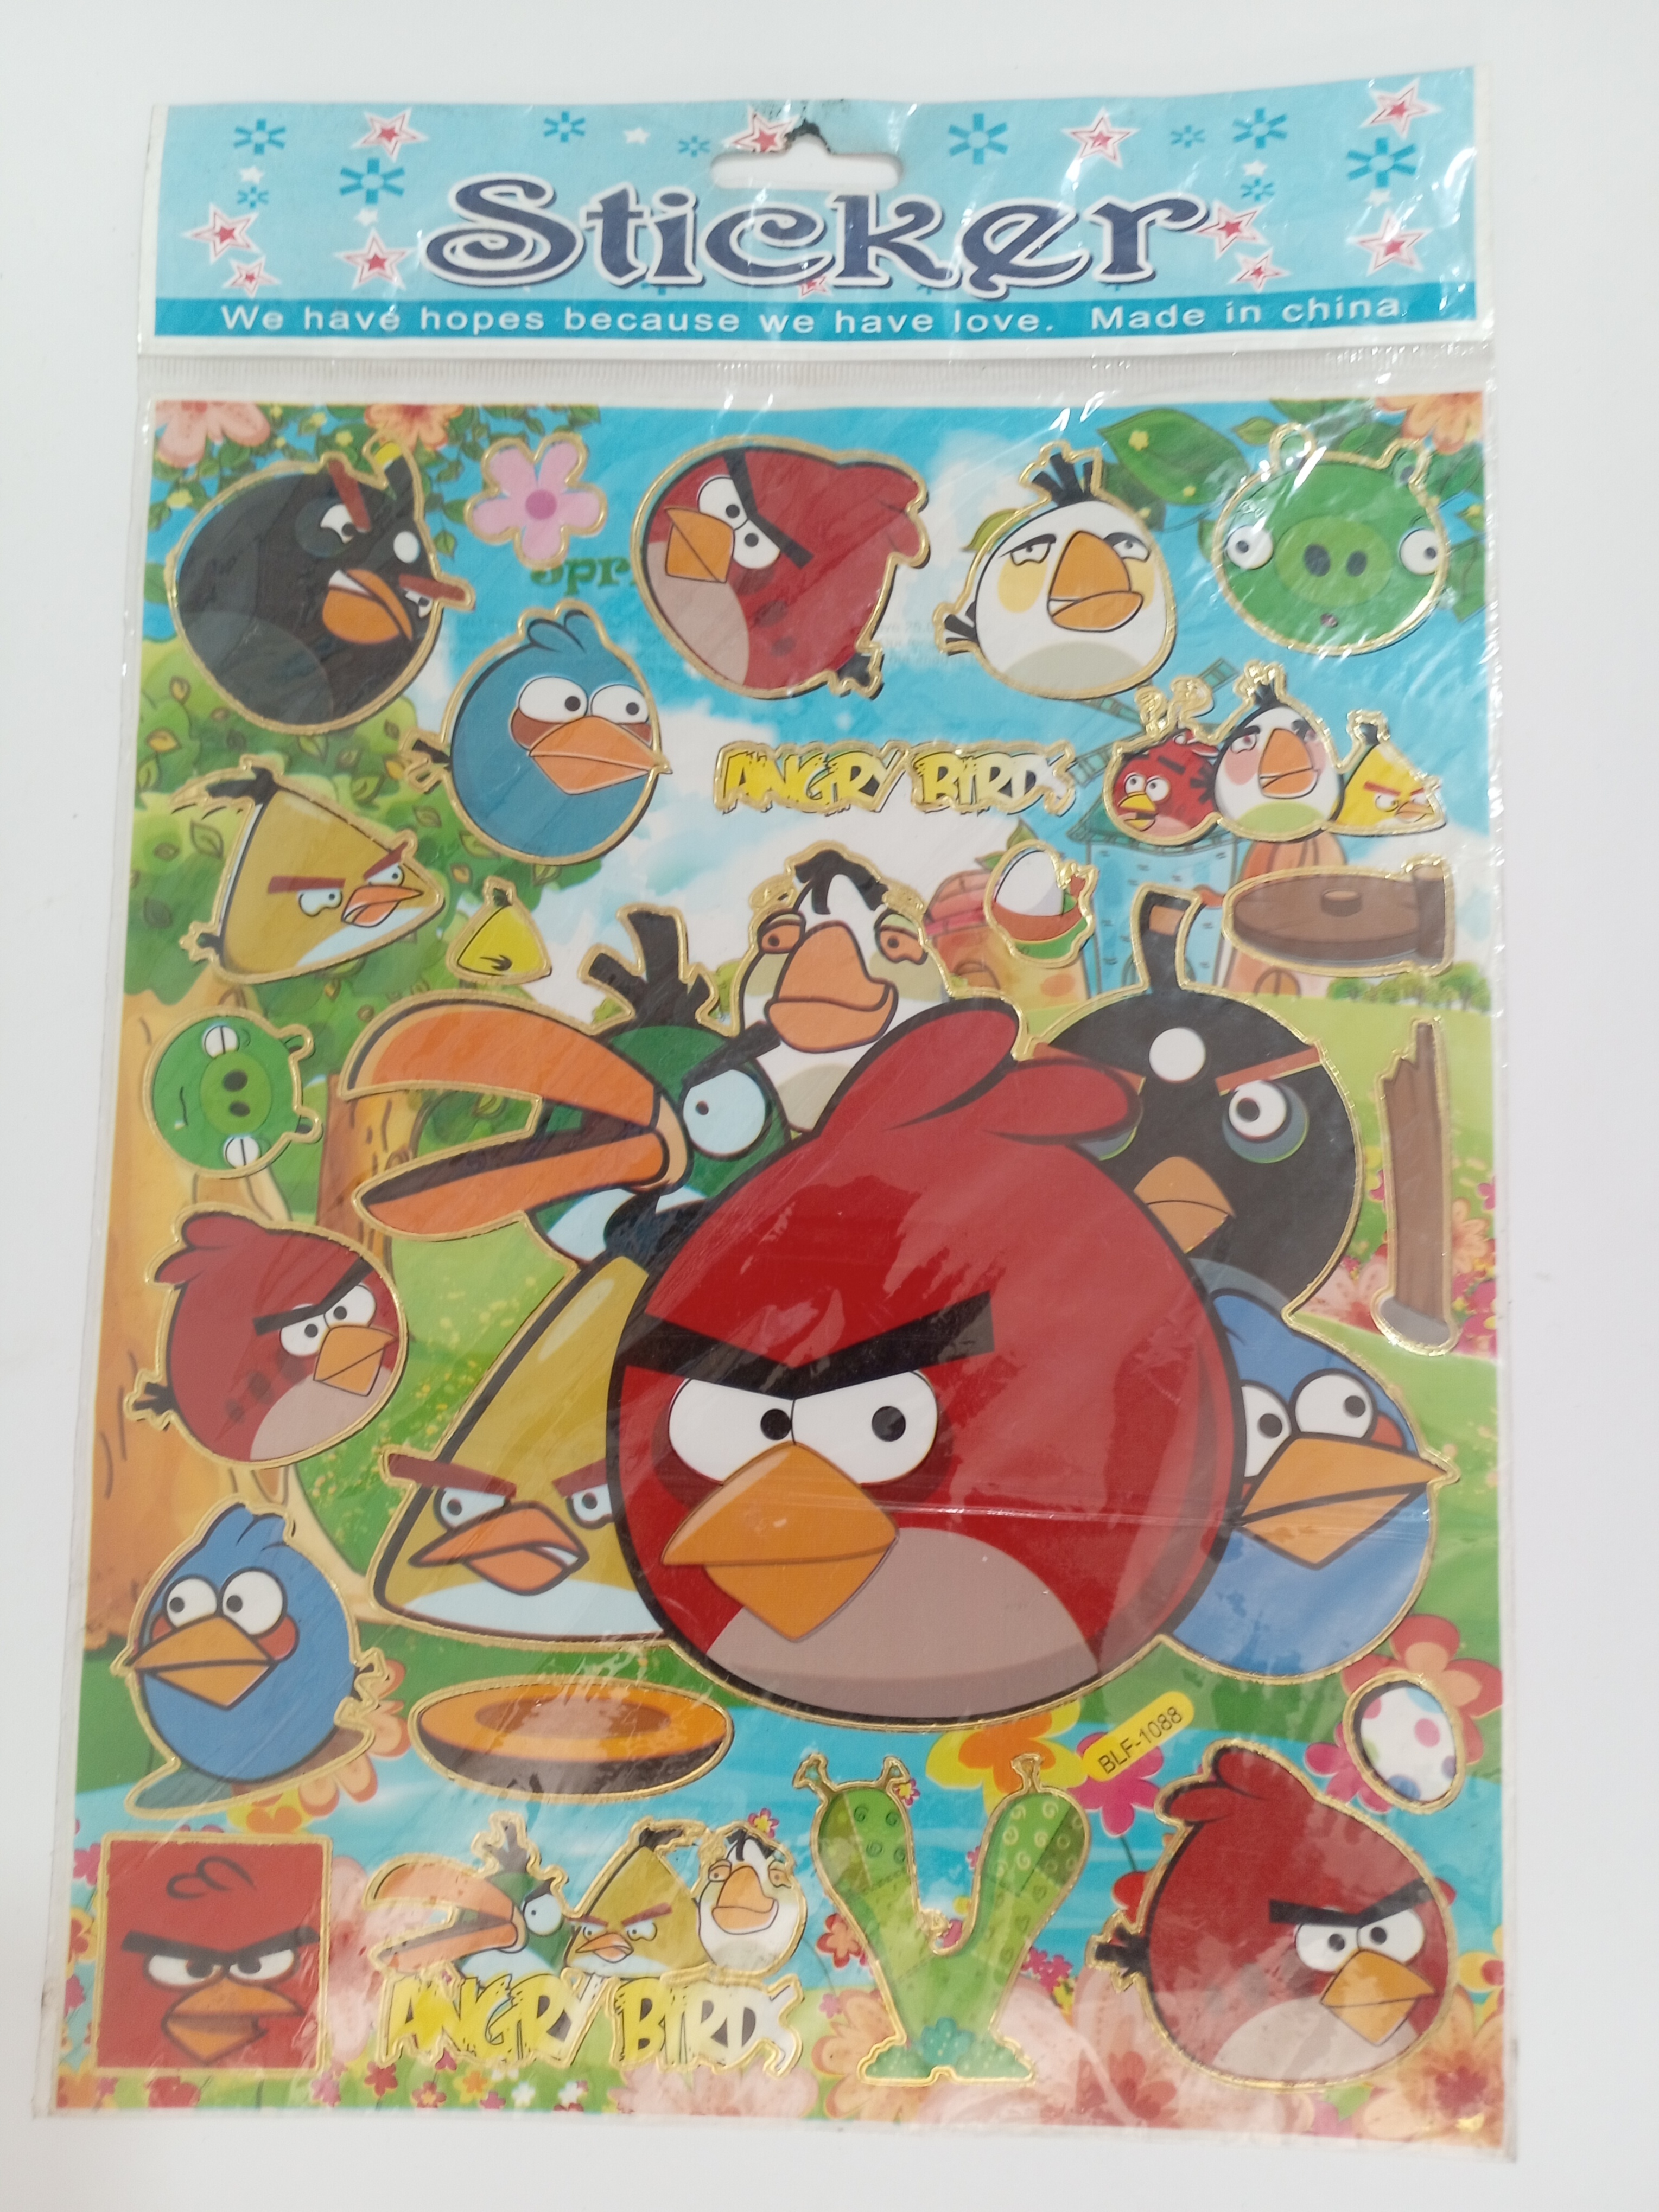 Sticker
We have hopes because we have love. Made in china
ANGRY BIRDS
BLF-1088
ANGRY BIRDS